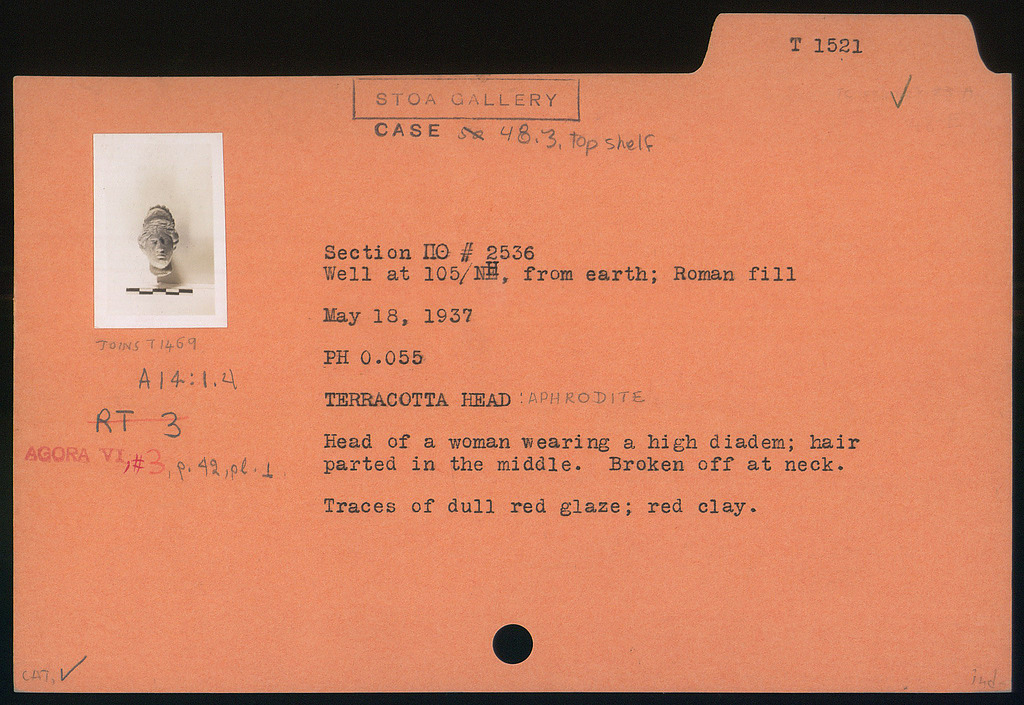 T 1521
STOA GALLERY
CASE 48.3, top shelf
Section ΠΘ # 2536
Well at 105/ΝΗ, from earth; Roman fill
May 18, 1937
PH 0.055
JOINS T1469
A14:1.4
TERRACOTTA HEAD: APHRODITE
RT 3
AGORA VI, #3, p. 42, pl. 1
Head of a woman wearing a high diadem; hair
parted in the middle. Broken off at neck.
Traces of dull red glaze; red clay.
CAT. ✓